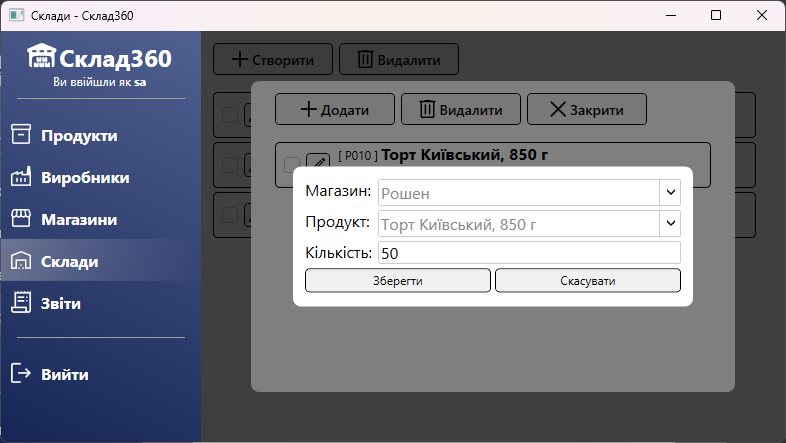 Склади - Склад360
Склад360
Ви ввійшли як sa
Продукти
Виробники
Магазини
Склади
Звіти
Вийти
Створити
Видалити
Додати
Видалити
Закрити
[ P010 ] Торт Київський, 850 г
Магазин: Рошен
Продукт: Торт Київський, 850 г
Кількість: 50
Зберегти
Скасувати